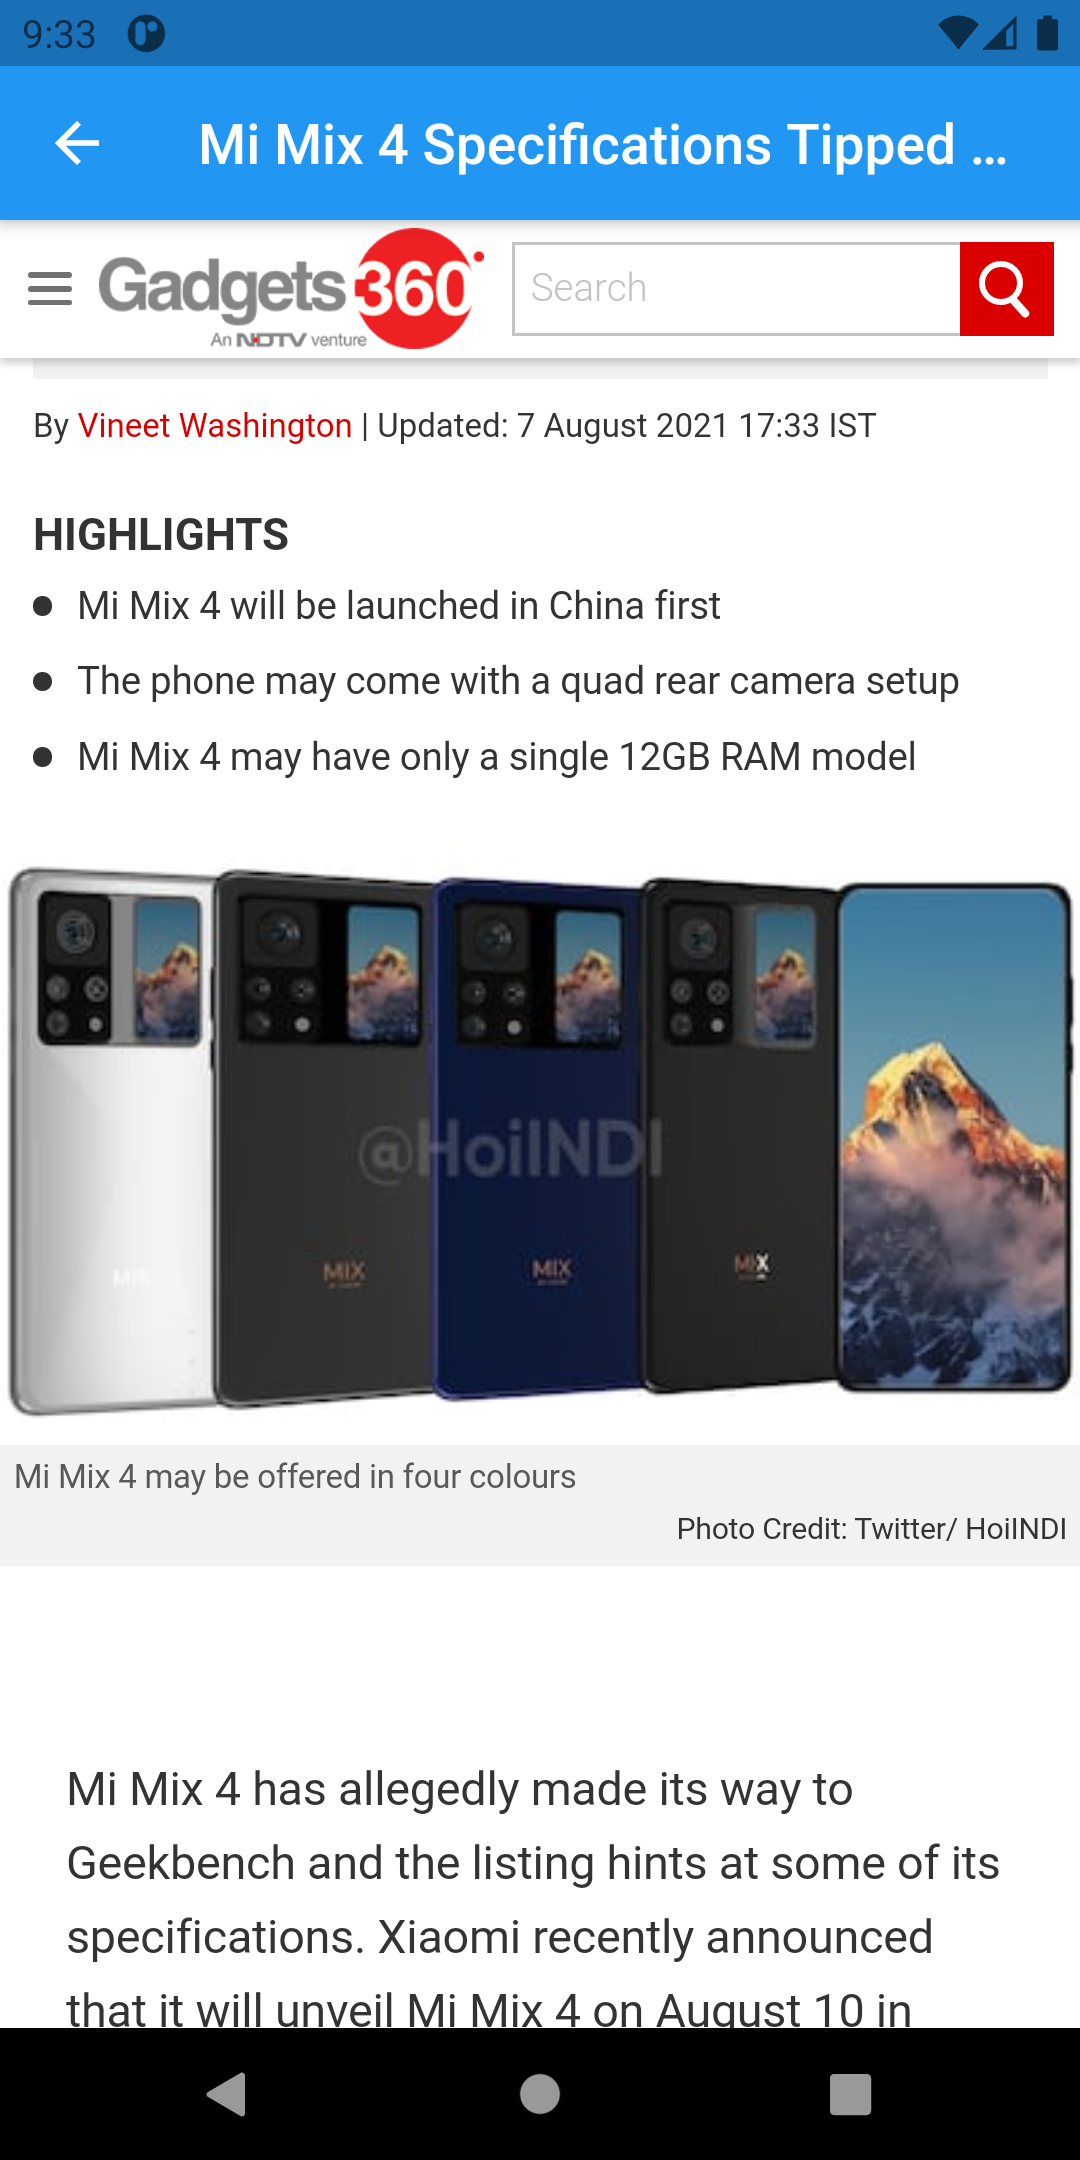 9:33
Mi Mix 4 Specifications Tipped ...
Gadgets 360
An NDTV venture
Search
By Vineet Washington | Updated: 7 August 2021 17:33 IST
HIGHLIGHTS
Mi Mix 4 will be launched in China first
The phone may come with a quad rear camera setup
Mi Mix 4 may have only a single 12GB RAM model
@HoiINDI
MIX
MIX
MIX
MIX
Mi Mix 4 may be offered in four colours
Photo Credit: Twitter/ HoiINDI
Mi Mix 4 has allegedly made its way to
Geekbench and the listing hints at some of its
specifications. Xiaomi recently announced
that it will unveil Mi Mix 4 on August 10 in